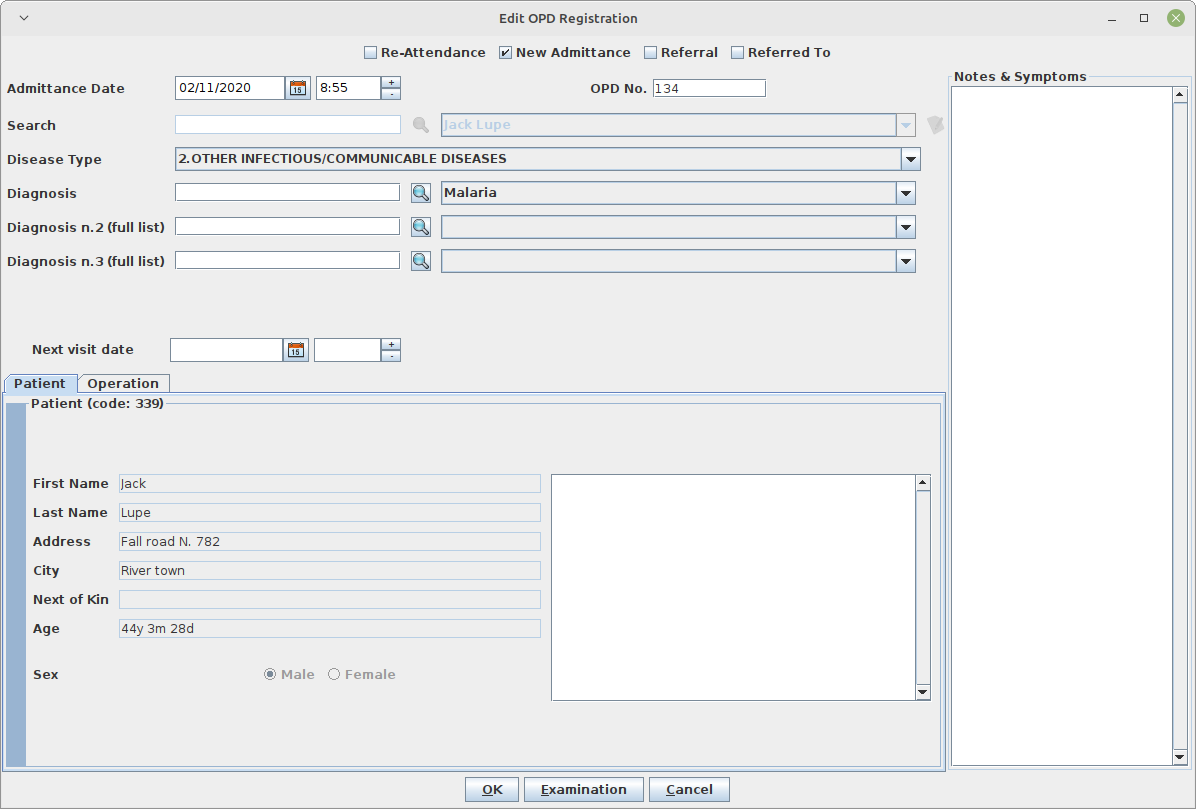 Edit OPD Registration
Re-Attendance New Admittance Referral Referred To
Admittance Date 02/11/2020 15 8:55 + - OPD No. 134
Notes & Symptoms
Search Jack Lupe
Disease Type 2.OTHER INFECTIOUS/COMMUNICABLE DISEASES
Diagnosis Malaria
Diagnosis n.2 (full list)
Diagnosis n.3 (full list)
Next visit date 15 + -
Patient Operation
Patient (code: 339)
First Name Jack
Last Name Lupe
Address Fall road N. 782
City River town
Next of Kin
Age 44y 3m 28d
Sex Male Female
OK Examination Cancel